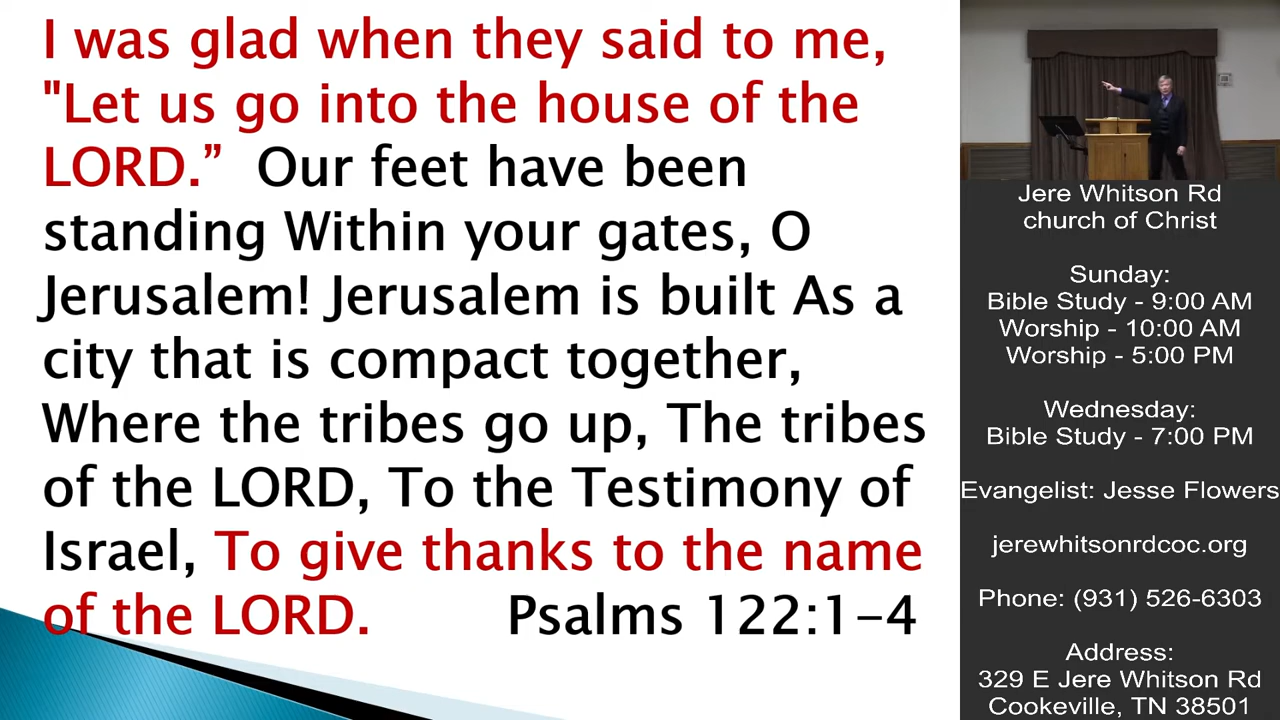 I was glad when they said to me,
"Let us go into the house of the
LORD.” Our feet have been
standing Within your gates, O
Jerusalem! Jerusalem is built As a
city that is compact together,
Where the tribes go up, The tribes
of the LORD, To the Testimony of
Israel, To give thanks to the name
of the LORD. Psalms 122:1-4
Jere Whitson Rd
church of Christ
Sunday:
Bible Study - 9:00 AM
Worship - 10:00 AM
Worship - 5:00 PM
Wednesday:
Bible Study - 7:00 PM
Evangelist: Jesse Flowers
jerewhitsonrdcoc.org
Phone: (931) 526-6303
Address:
329 E Jere Whitson Rd
Cookeville, TN 38501